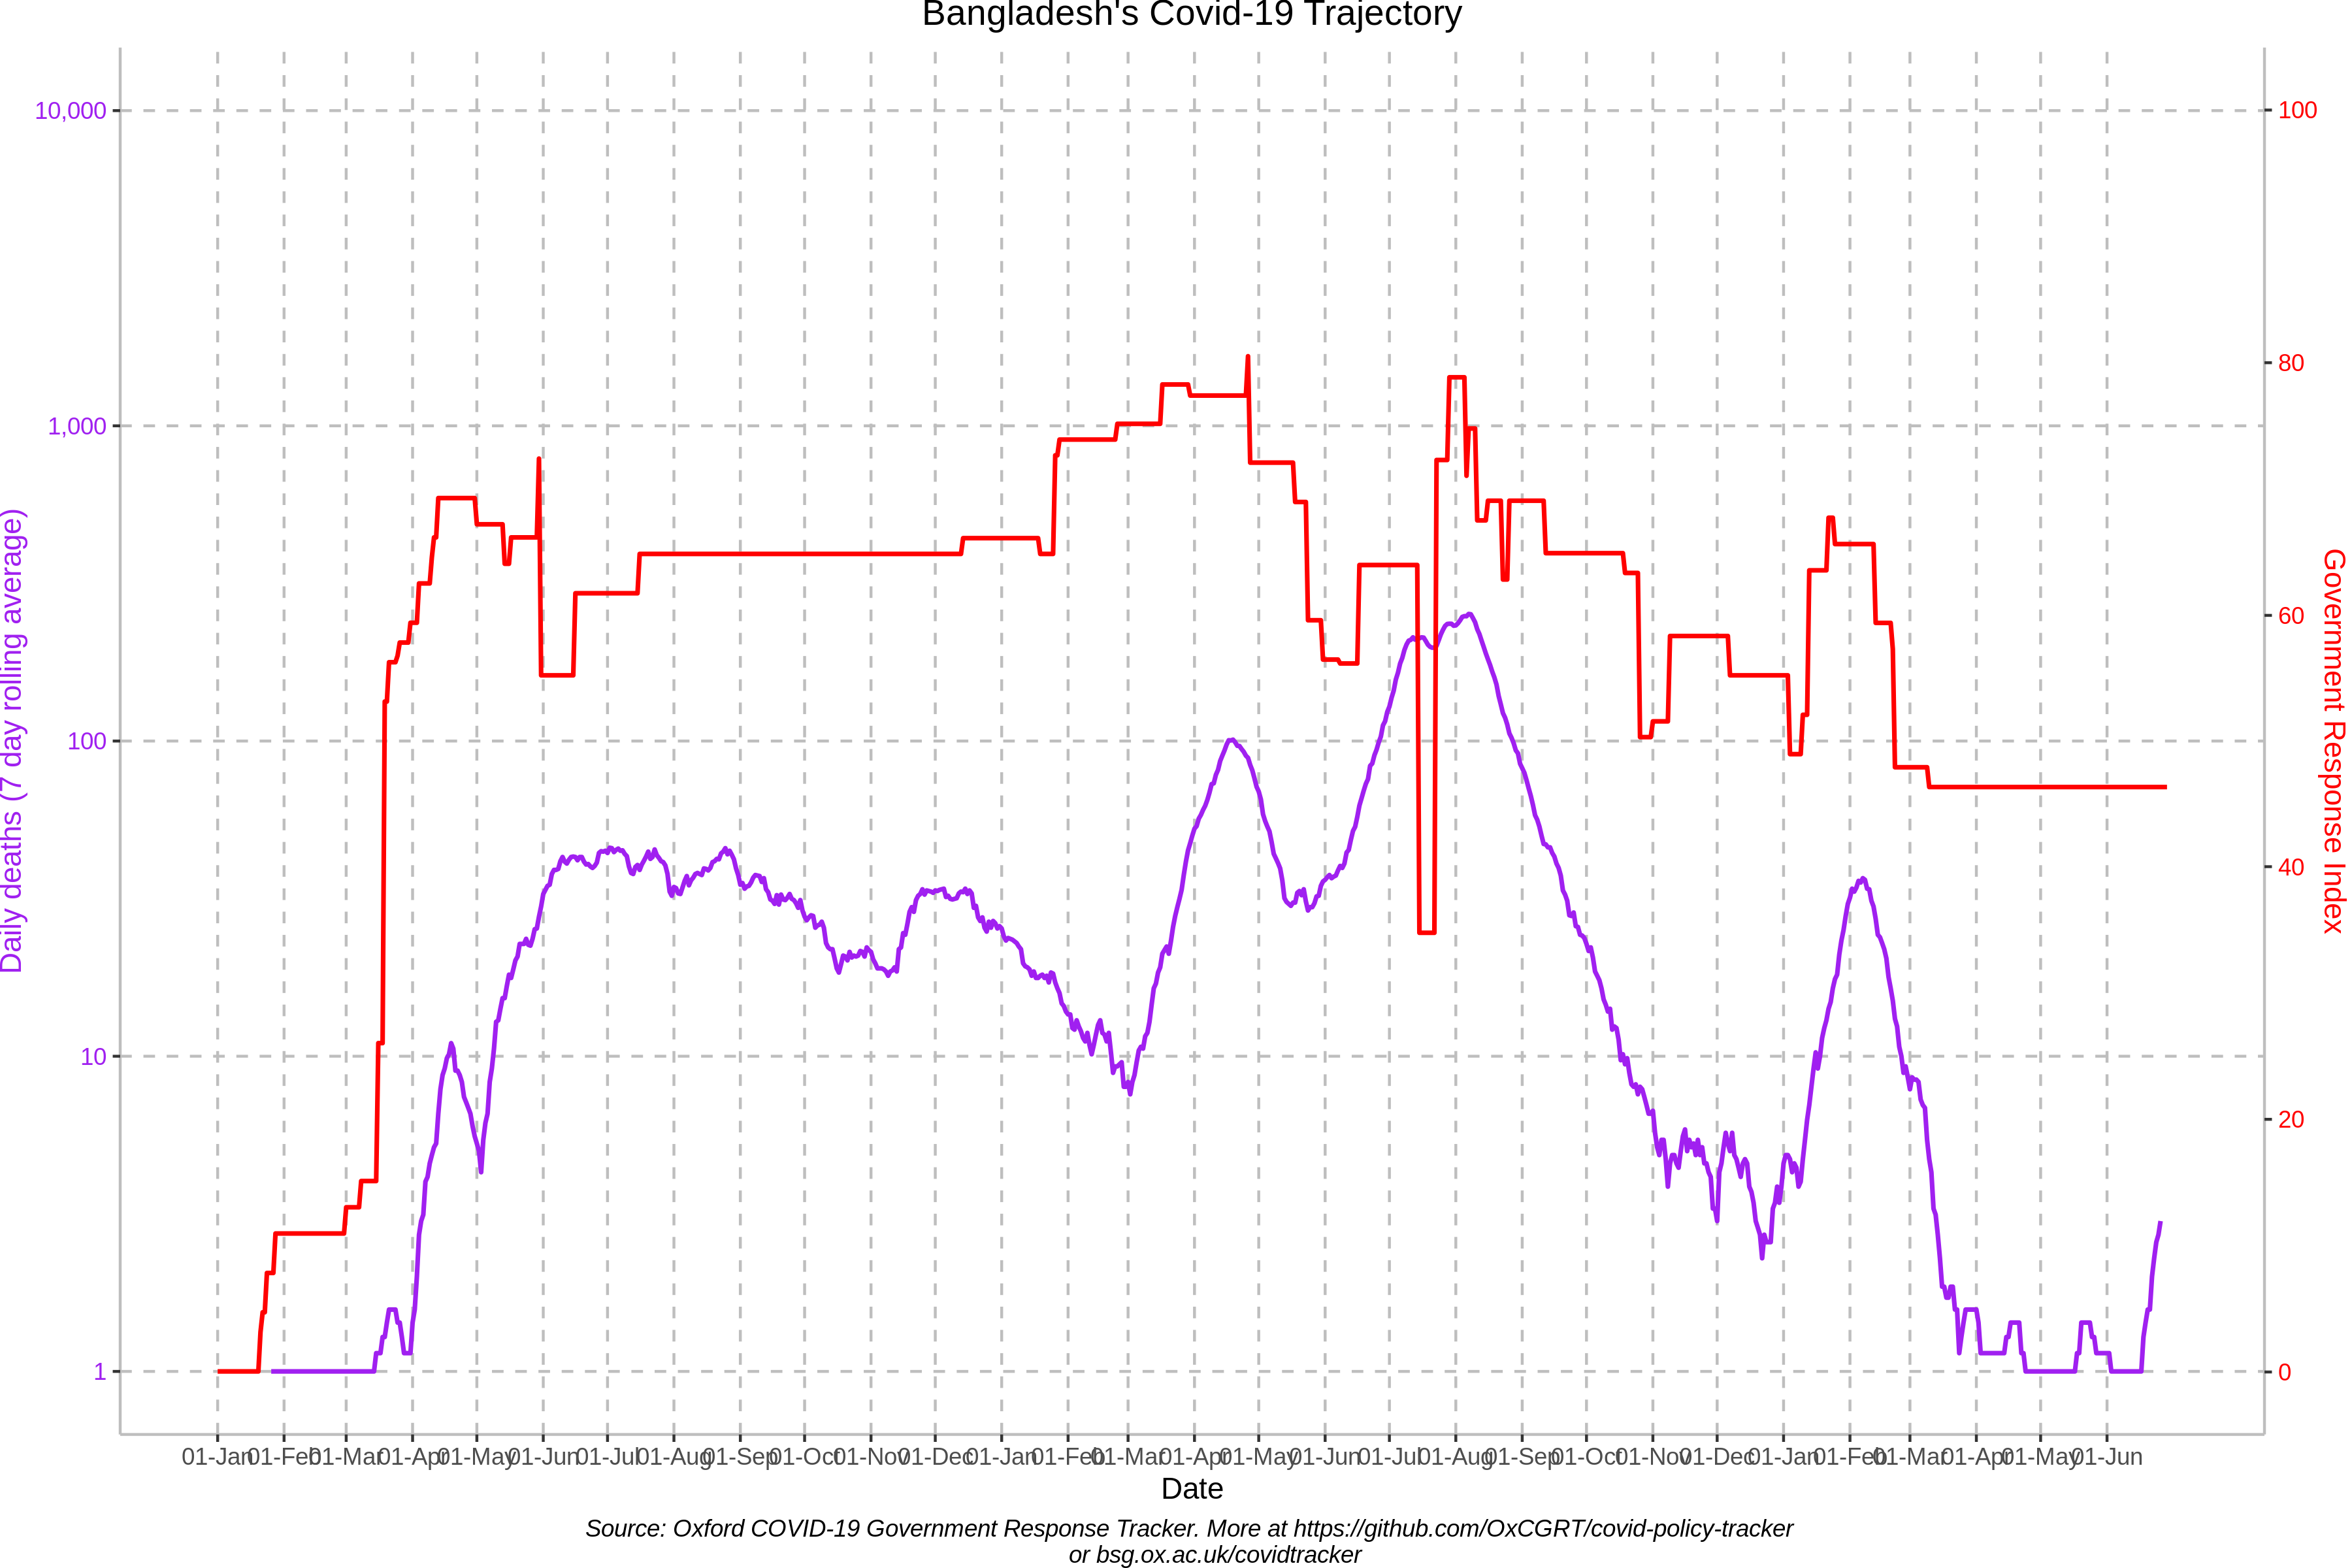 Bangladesh's Covid-19 Trajectory
10,000
1,000
100
10
1
Daily deaths (7 day rolling average)
100
80
60
40
20
0
Government Response Index
01-Jan 01-Feb 01-Mar 01-Apr 01-May 01-Jun 01-Jul 01-Aug 01-Sep 01-Oct 01-Nov 01-Dec 01-Jan 01-Feb 01-Mar 01-Apr 01-May 01-Jun 01-Jul 01-Aug 01-Sep 01-Oct 01-Nov 01-Dec 01-Jan 01-Feb 01-Mar 01-Apr 01-May 01-Jun
Date
Source: Oxford COVID-19 Government Response Tracker. More at https://github.com/OxCGRT/covid-policy-tracker
or bsg.ox.ac.uk/covidtracker